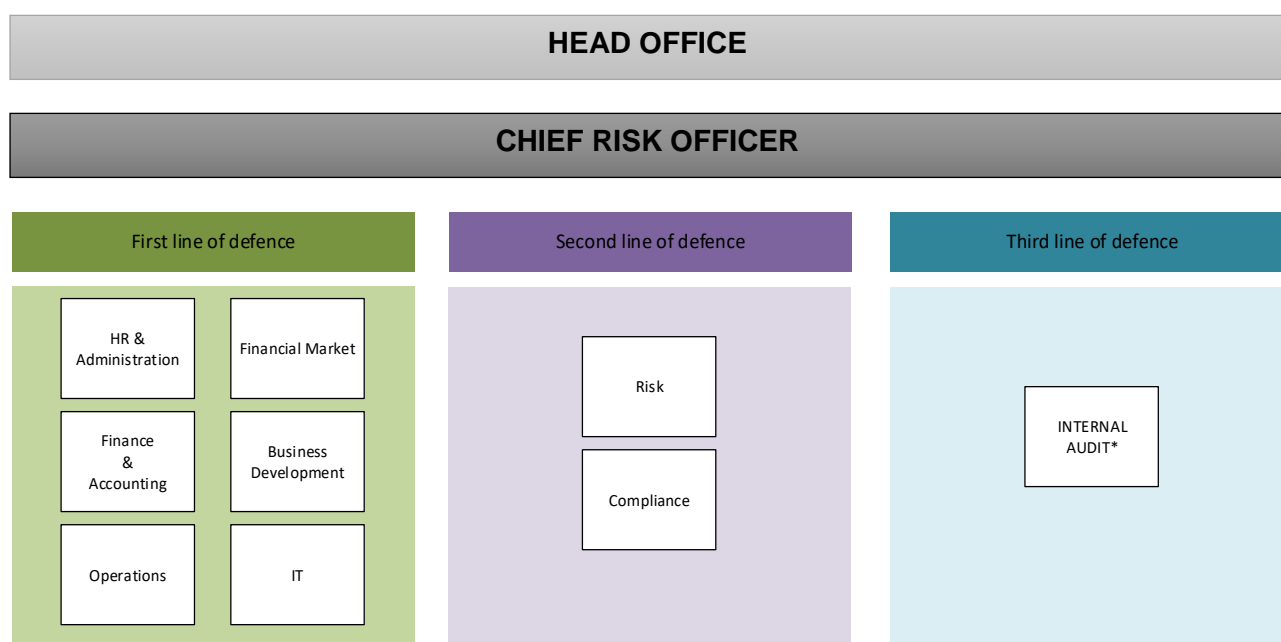 HEAD OFFICE
CHIEF RISK OFFICER
First line of defence
Second line of defence
Third line of defence
HR &
Administration
Financial Market
Finance
&
Accounting
Business
Development
Operations
IT
Risk
Compliance
INTERNAL
AUDIT*